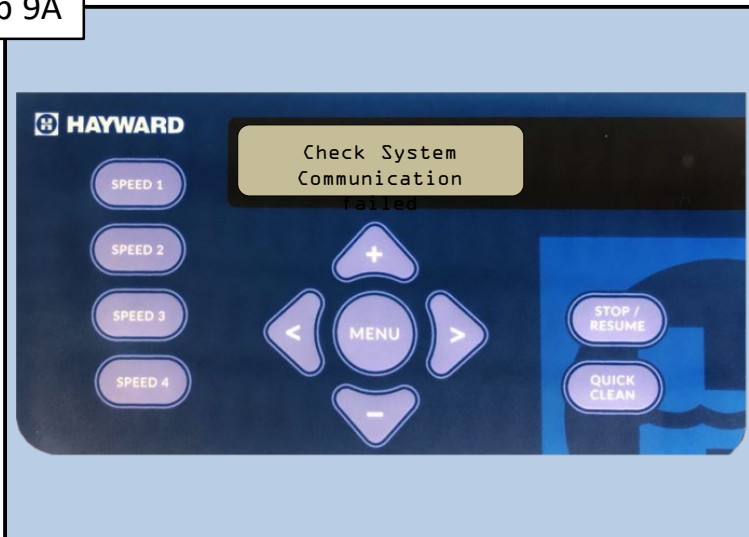 9A
HAYWARD
Check System
Communication
failed
SPEED 1
SPEED 2
SPEED 3
SPEED 4
+
<
MENU
>
-
STOP /
RESUME
QUICK
CLEAN